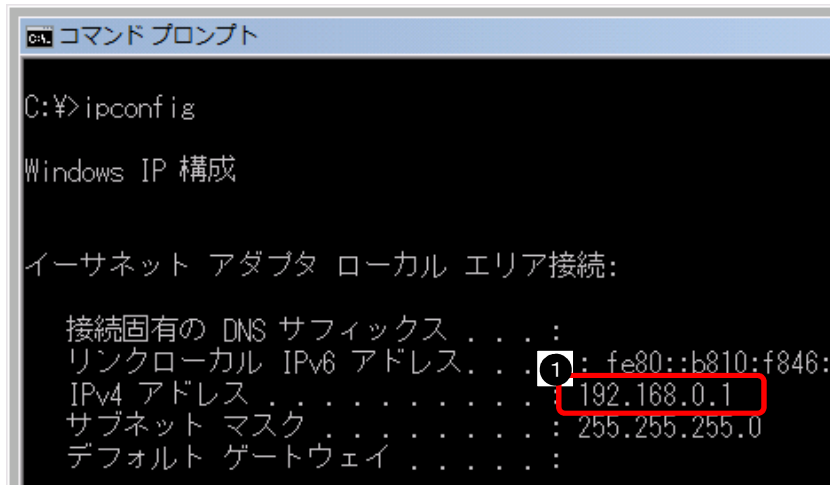 コマンド プロンプト
C:¥>ipconfig
Windows IP 構成
イーサネット アダプタ ローカル エリア接続:
接続固有の DNS サフィックス . . . . :
リンクローカル IPv6 アドレス. . . . : fe80::b810:f846:
1
IPv4 アドレス . . . . . . . . . . : 192.168.0.1
サブネット マスク . . . . . . . . : 255.255.255.0
デフォルト ゲートウェイ . . . . . :